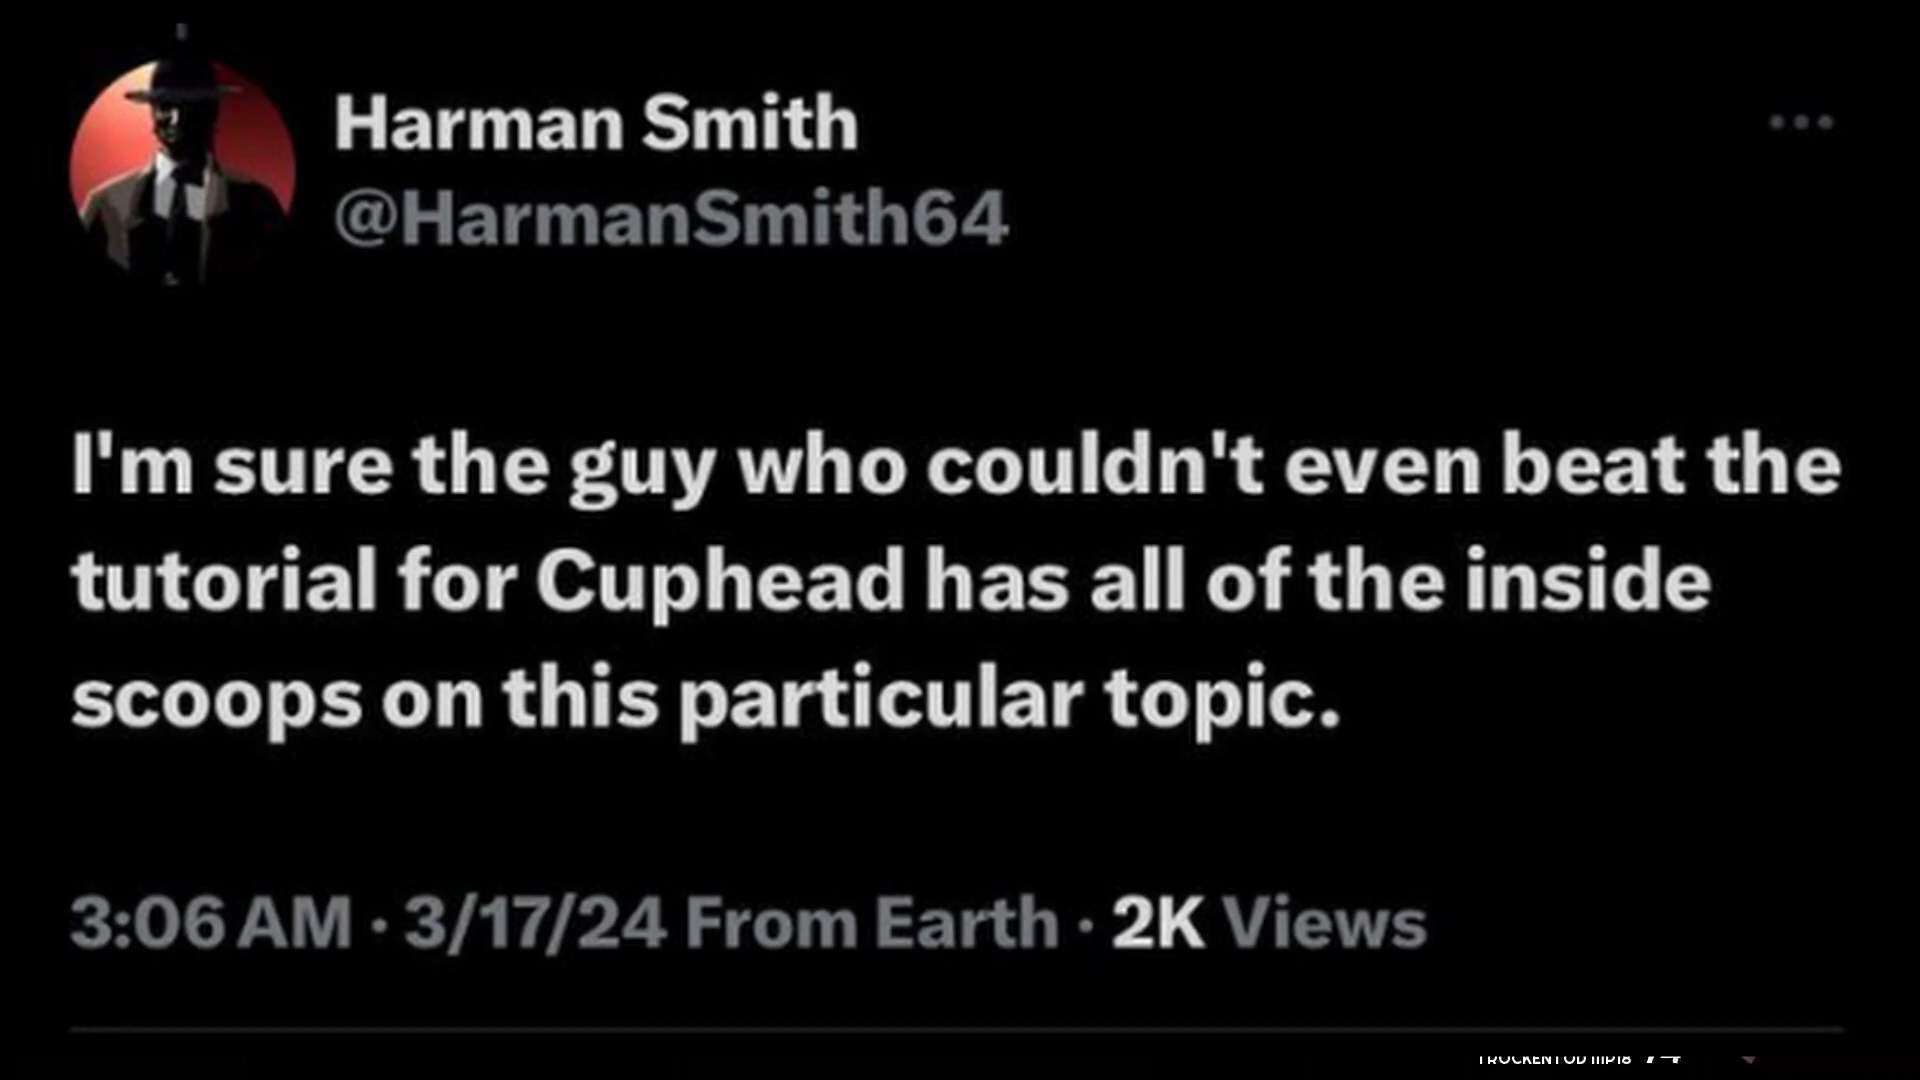 Harman Smith
@HarmanSmith64
I'm sure the guy who couldn't even beat the
tutorial for Cuphead has all of the inside
scoops on this particular topic.
3:06 AM · 3/17/24 From Earth · 2K Views